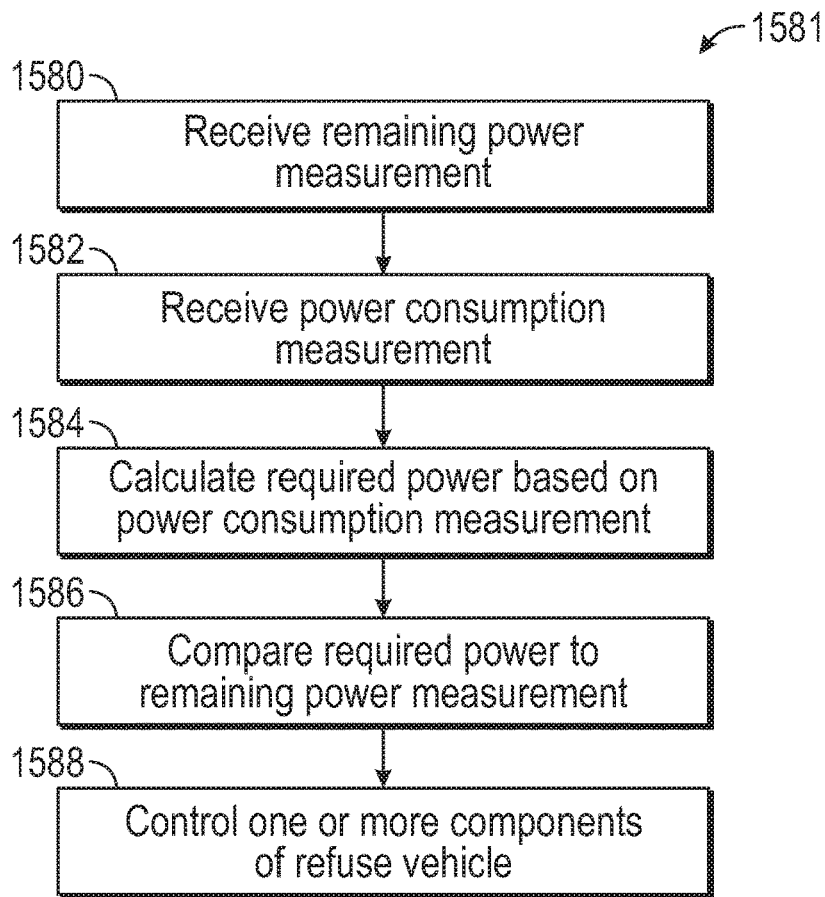 1581
1580
Receive remaining power
measurement
1582
Receive power consumption
measurement
1584
Calculate required power based on
power consumption measurement
1586
Compare required power to
remaining power measurement
1588
Control one or more components
of refuse vehicle